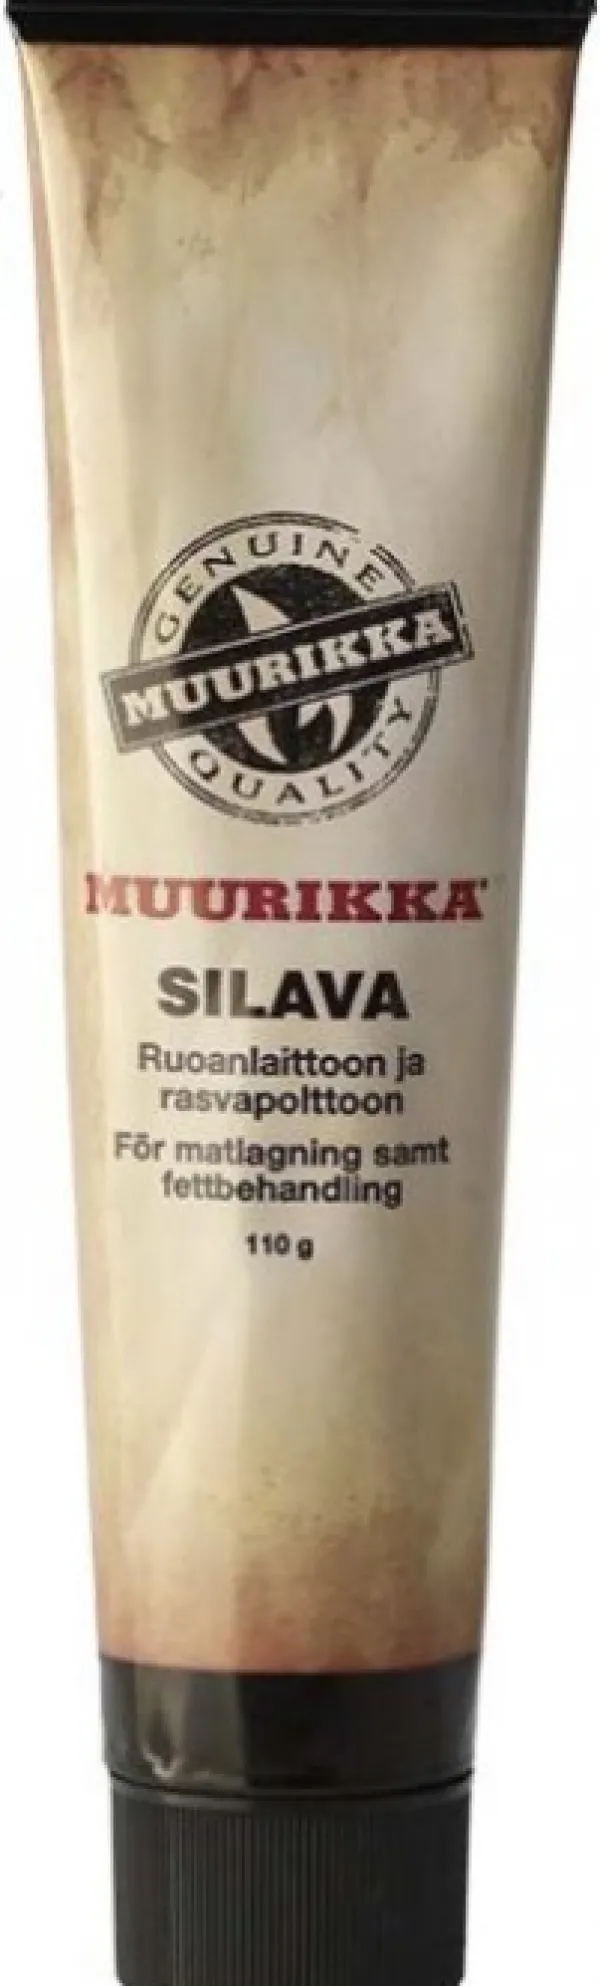 GENUINE
MUURIKKA
QUALITY
MUURIKKA®
SILAVA
Ruoanlaittoon ja
rasvapolttoon
För matlagning samt
fettbehandling
110 g